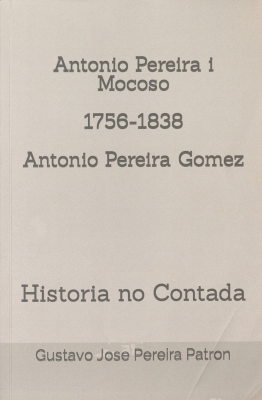 Antonio Pereira i
Mocoso
1756-1838
Antonio Pereira Gomez
Historia no Contada
Gustavo Jose Pereira Patron